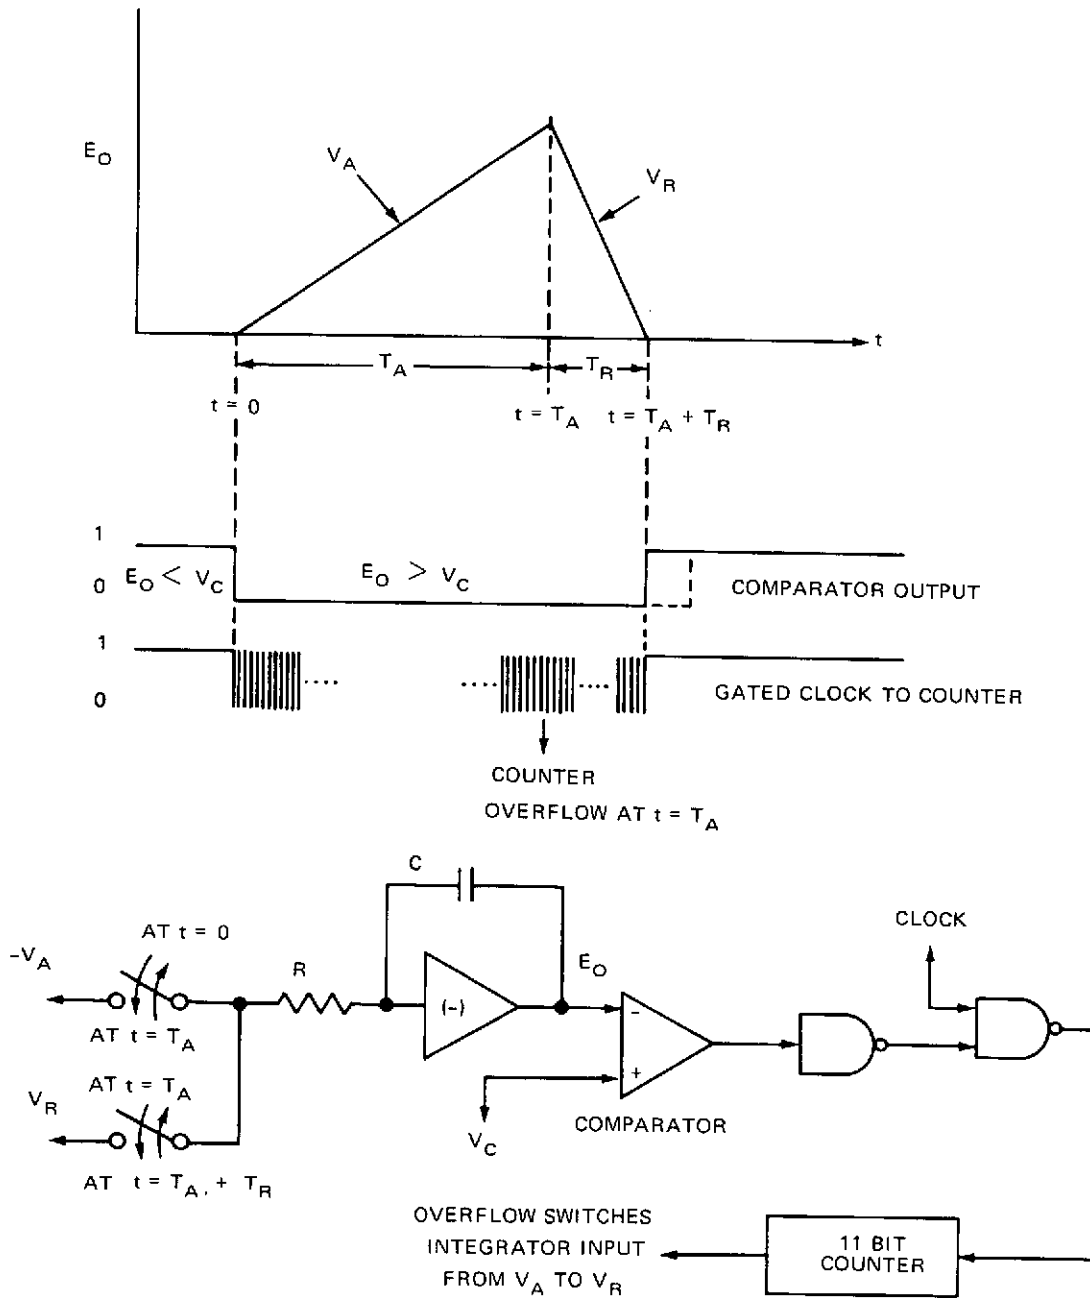 E_O
V_A
V_R
t
T_A
T_R
t = 0
t = T_A
t = T_A + T_R
1
0
E_O < V_C
E_O > V_C
COMPARATOR OUTPUT
1
0
GATED CLOCK TO COUNTER
COUNTER
OVERFLOW AT t = T_A
C
AT t = 0
-V_A
R
(-)
E_O
CLOCK
AT t = T_A
-
+
AT t = T_A
V_R
AT t = T_A + T_R
V_C
COMPARATOR
OVERFLOW SWITCHES
INTEGRATOR INPUT
FROM V_A TO V_R
11 BIT
COUNTER